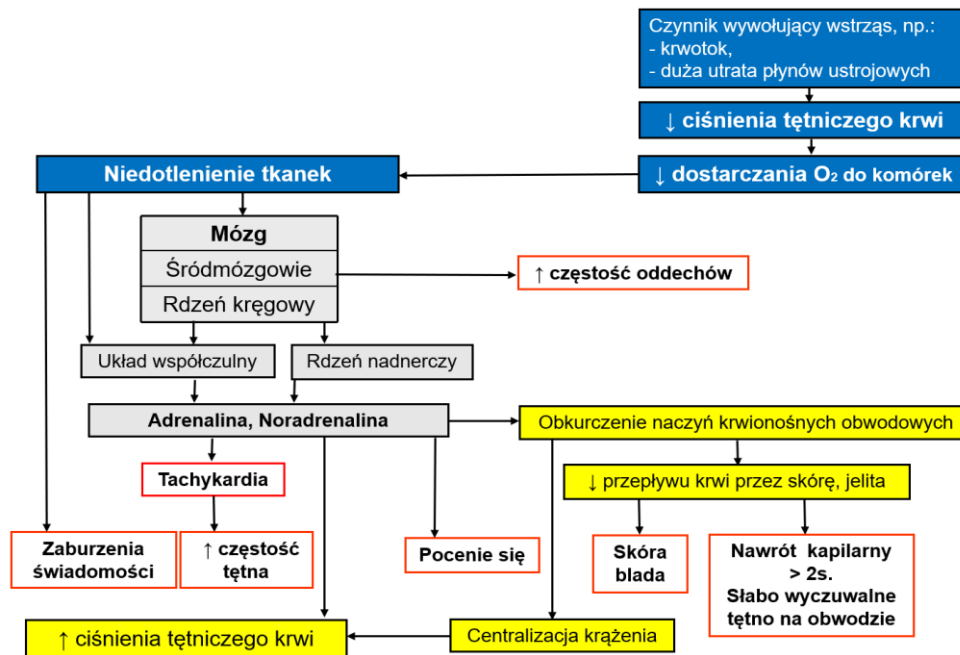 Czynnik wywołujący wstrząs, np.:
- krwotok,
- duża utrata płynów ustrojowych
↓ ciśnienia tętniczego krwi
Niedotlenienie tkanek
↓ dostarczania O₂ do komórek
Mózg
Śródmózgowie
↑ częstość oddechów
Rdzeń kręgowy
Układ współczulny
Rdzeń nadnerczy
Adrenalina, Noradrenalina
Obkurczenie naczyń krwionośnych obwodowych
Tachykardia
↓ przepływu krwi przez skórę, jelita
Zaburzenia
świadomości
↑ częstość
tętna
Pocenie się
Skóra
blada
Nawrót kapilarny
> 2s.
Słabo wyczuwalne
tętno na obwodzie
↑ ciśnienia tętniczego krwi
Centralizacja krążenia